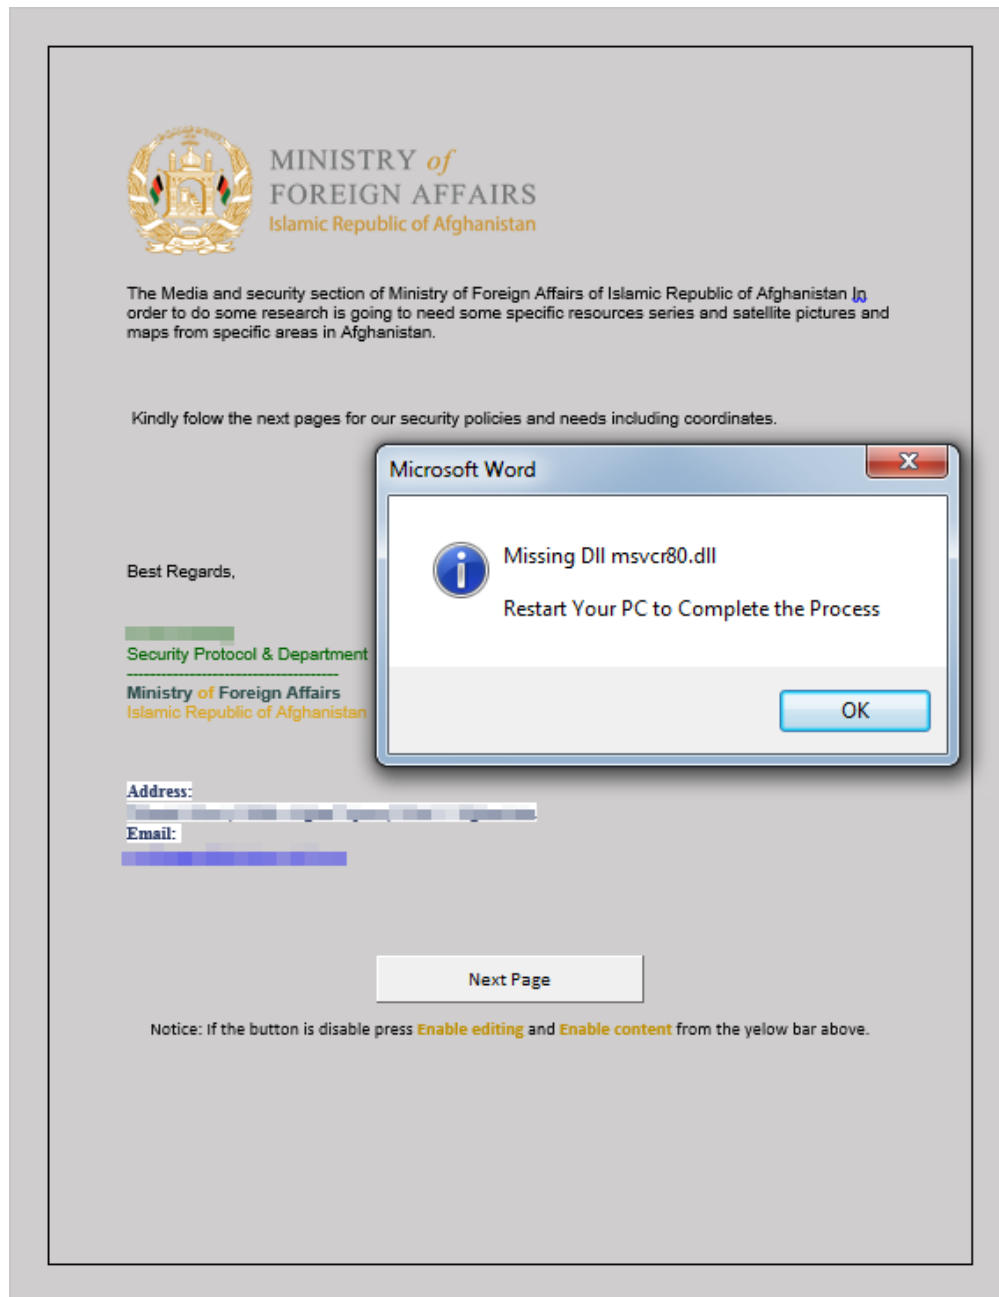 MINISTRY of
FOREIGN AFFAIRS
Islamic Republic of Afghanistan
The Media and security section of Ministry of Foreign Affairs of Islamic Republic of Afghanistan In
order to do some research is going to need some specific resources series and satellite pictures and
maps from specific areas in Afghanistan.
Kindly folow the next pages for our security policies and needs including coordinates.
Microsoft Word
Missing Dll msvcr80.dll
Restart Your PC to Complete the Process
OK
Best Regards,
Security Protocol & Department
Ministry of Foreign Affairs
Islamic Republic of Afghanistan
Address:
Email:
Next Page
Notice: If the button is disable press Enable editing and Enable content from the yelow bar above.